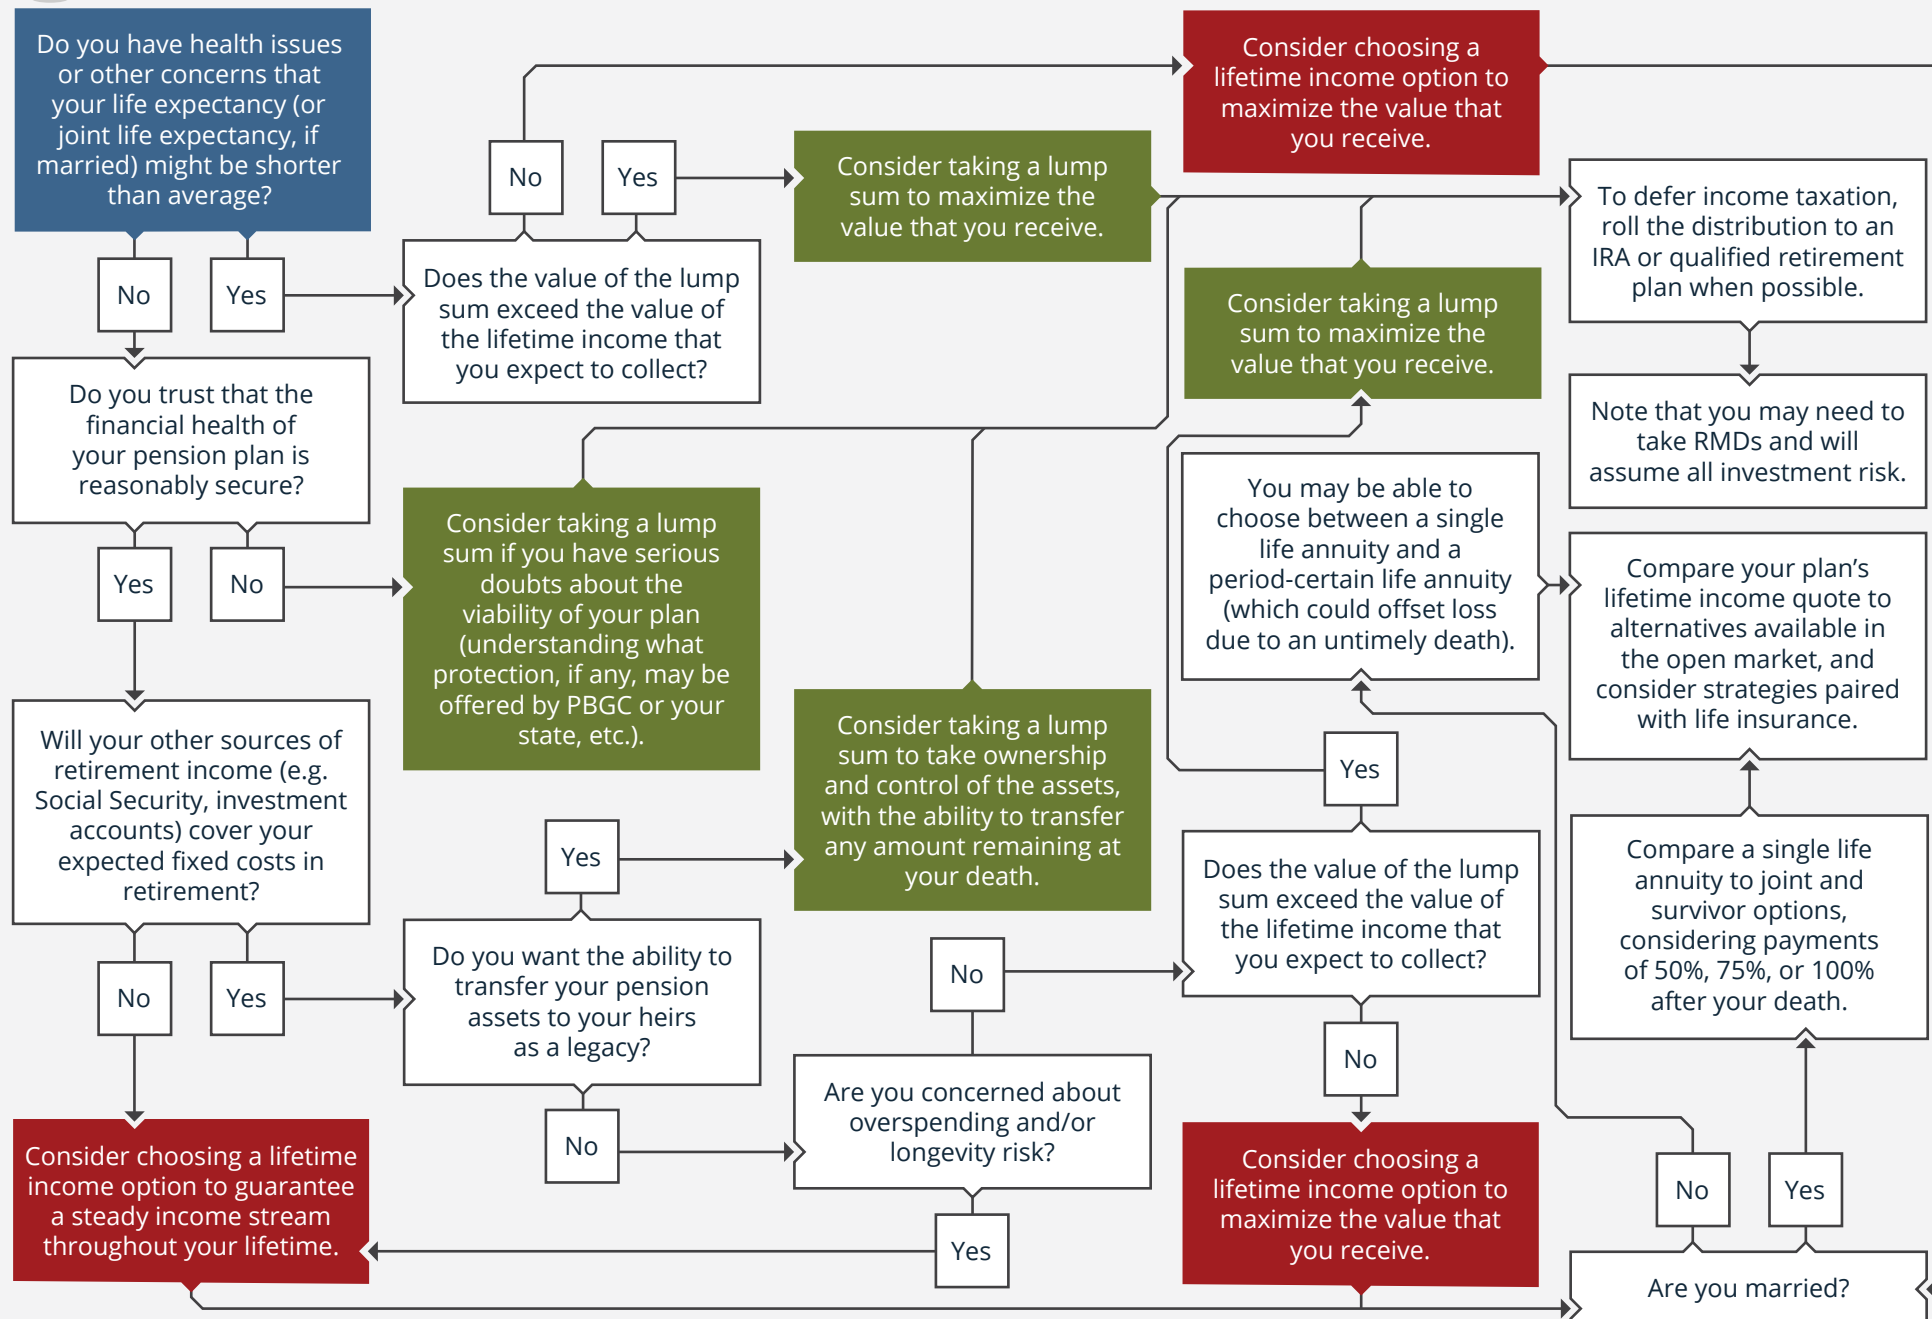 Do you have health issues
or other concerns that
your life expectancy (or
joint life expectancy, if
married) might be shorter
than average?
No
Yes
Does the value of the lump
sum exceed the value of
the lifetime income that
you expect to collect?
No
Yes
Consider taking a lump
sum to maximize the
value that you receive.
Consider choosing a
lifetime income option to
maximize the value that
you receive.
To defer income taxation,
roll the distribution to an
IRA or qualified retirement
plan when possible.
Note that you may need to
take RMDs and will
assume all investment risk.
Do you trust that the
financial health of
your pension plan is
reasonably secure?
Yes
No
Consider taking a lump
sum if you have serious
doubts about the
viability of your plan
(understanding what
protection, if any, may be
offered by PBGC or your
state, etc.).
Will your other sources of
retirement income (e.g.
Social Security, investment
accounts) cover your
expected fixed costs in
retirement?
No
Yes
Do you want the ability to
transfer your pension
assets to your heirs
as a legacy?
Yes
No
Consider taking a lump
sum to take ownership
and control of the assets,
with the ability to transfer
any amount remaining at
your death.
Are you concerned about
overspending and/or
longevity risk?
No
Yes
Consider choosing a lifetime
income option to guarantee
a steady income stream
throughout your lifetime.
Does the value of the lump
sum exceed the value of
the lifetime income that
you expect to collect?
Yes
No
Consider taking a lump
sum to maximize the
value that you receive.
Consider choosing a
lifetime income option to
maximize the value that
you receive.
Are you married?
No
Yes
You may be able to
choose between a single
life annuity and a
period-certain life annuity
(which could offset loss
due to an untimely death).
Compare a single life
annuity to joint and
survivor options,
considering payments
of 50%, 75%, or 100%
after your death.
Compare your plan’s
lifetime income quote to
alternatives available in
the open market, and
consider strategies paired
with life insurance.